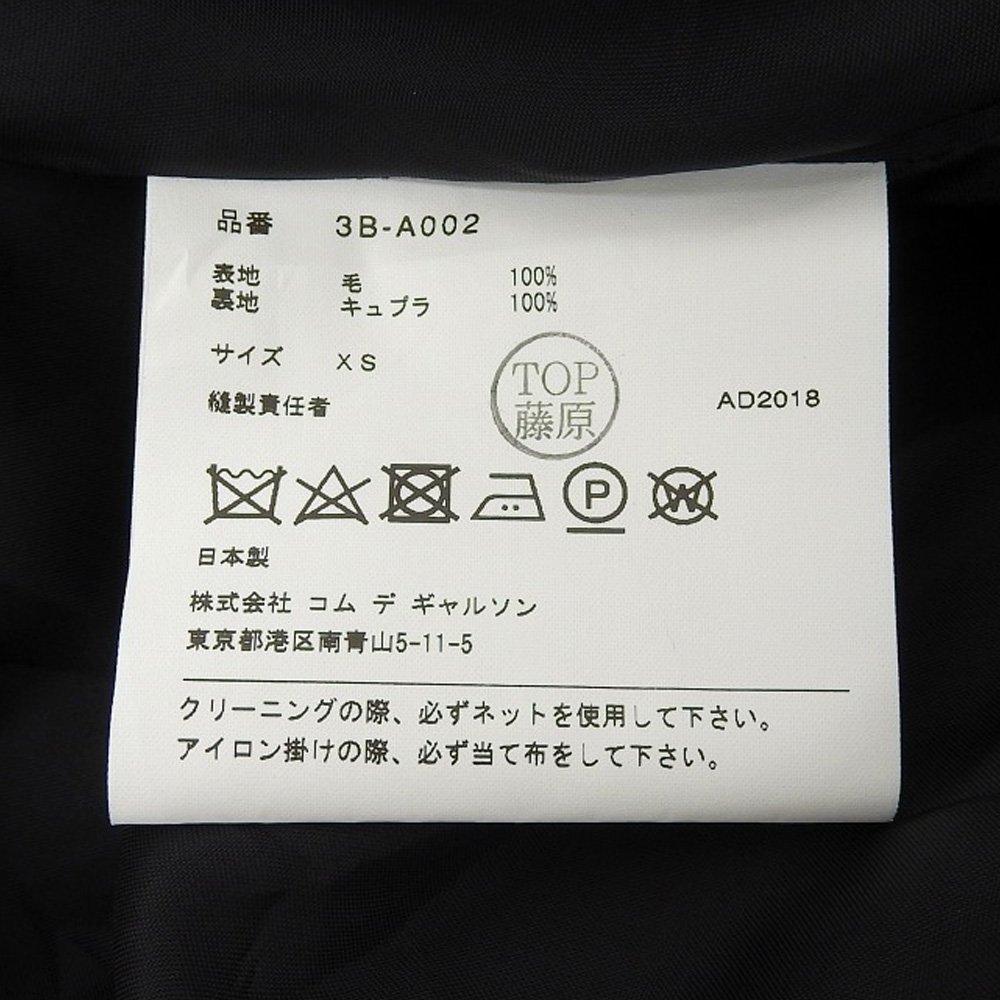 品番 3B-A002
表地 毛 100%
裏地 キュプラ 100%
サイズ XS
縫製責任者
TOP
藤原
AD2018
P
W
日本製
株式会社 コム デ ギャルソン
東京都港区南青山5-11-5
クリーニングの際、必ずネットを使用して下さい。
アイロン掛けの際、必ず当て布をして下さい。